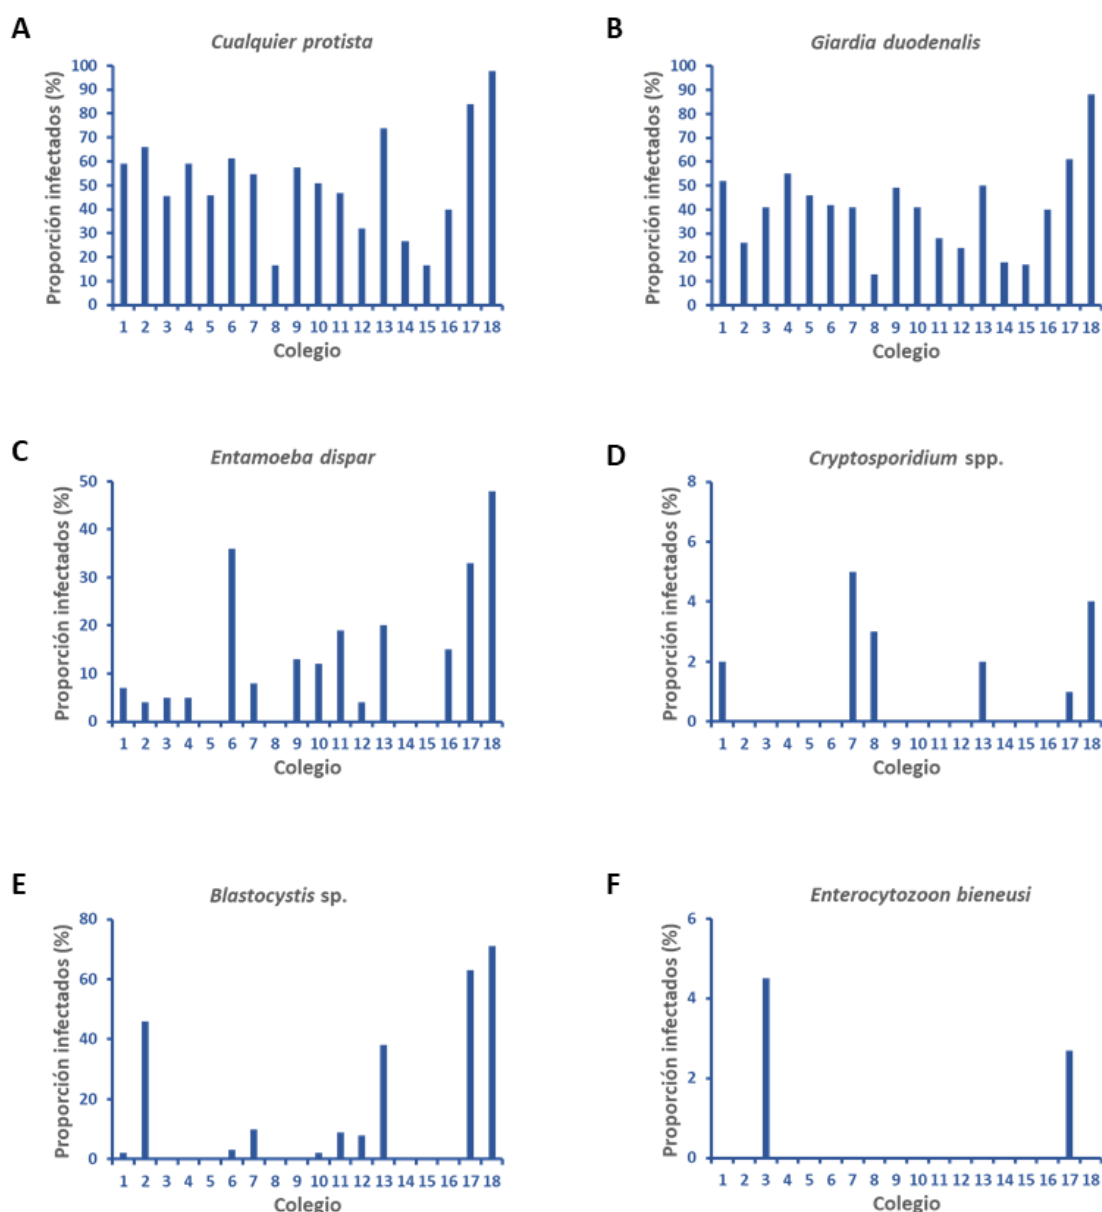 A
Cualquier protista
Proporción infectados (%)
100
90
80
70
60
50
40
30
20
10
0
1 2 3 4 5 6 7 8 9 10 11 12 13 14 15 16 17 18
Colegio
B
Giardia duodenalis
Proporción infectados (%)
100
90
80
70
60
50
40
30
20
10
0
1 2 3 4 5 6 7 8 9 10 11 12 13 14 15 16 17 18
Colegio
C
Entamoeba dispar
Proporción infectados (%)
50
40
30
20
10
0
1 2 3 4 5 6 7 8 9 10 11 12 13 14 15 16 17 18
Colegio
D
Cryptosporidium spp.
Proporción infectados (%)
8
6
4
2
0
1 2 3 4 5 6 7 8 9 10 11 12 13 14 15 16 17 18
Colegio
E
Blastocystis sp.
Proporción infectados (%)
80
60
40
20
0
1 2 3 4 5 6 7 8 9 10 11 12 13 14 15 16 17 18
Colegio
F
Enterocytozoon bieneusi
Proporción infectados (%)
6
4
2
0
1 2 3 4 5 6 7 8 9 10 11 12 13 14 15 16 17 18
Colegio